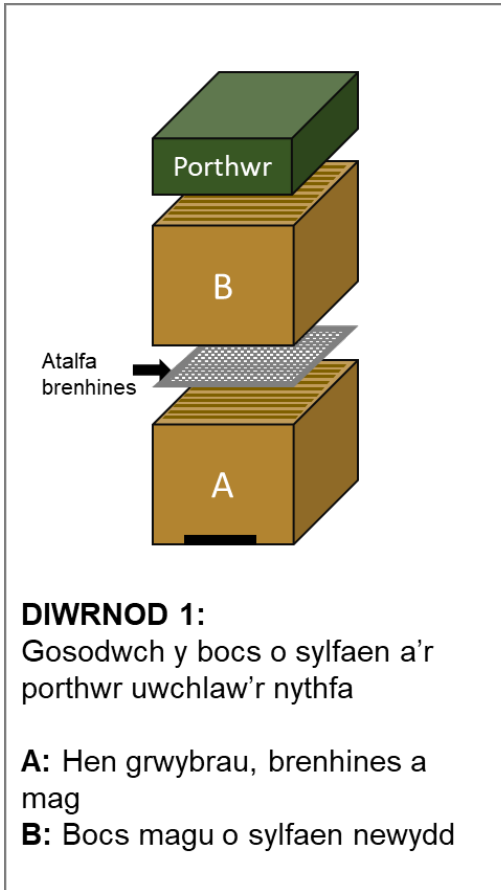 Porthwr
B
Atalfa
brenhines
A
DIWRNOD 1:
Gosodwch y bocs o sylfaen a'r
porthwr uwchlaw'r nythfa
A: Hen grwybrau, brenhines a
mag
B: Bocs magu o sylfaen newydd